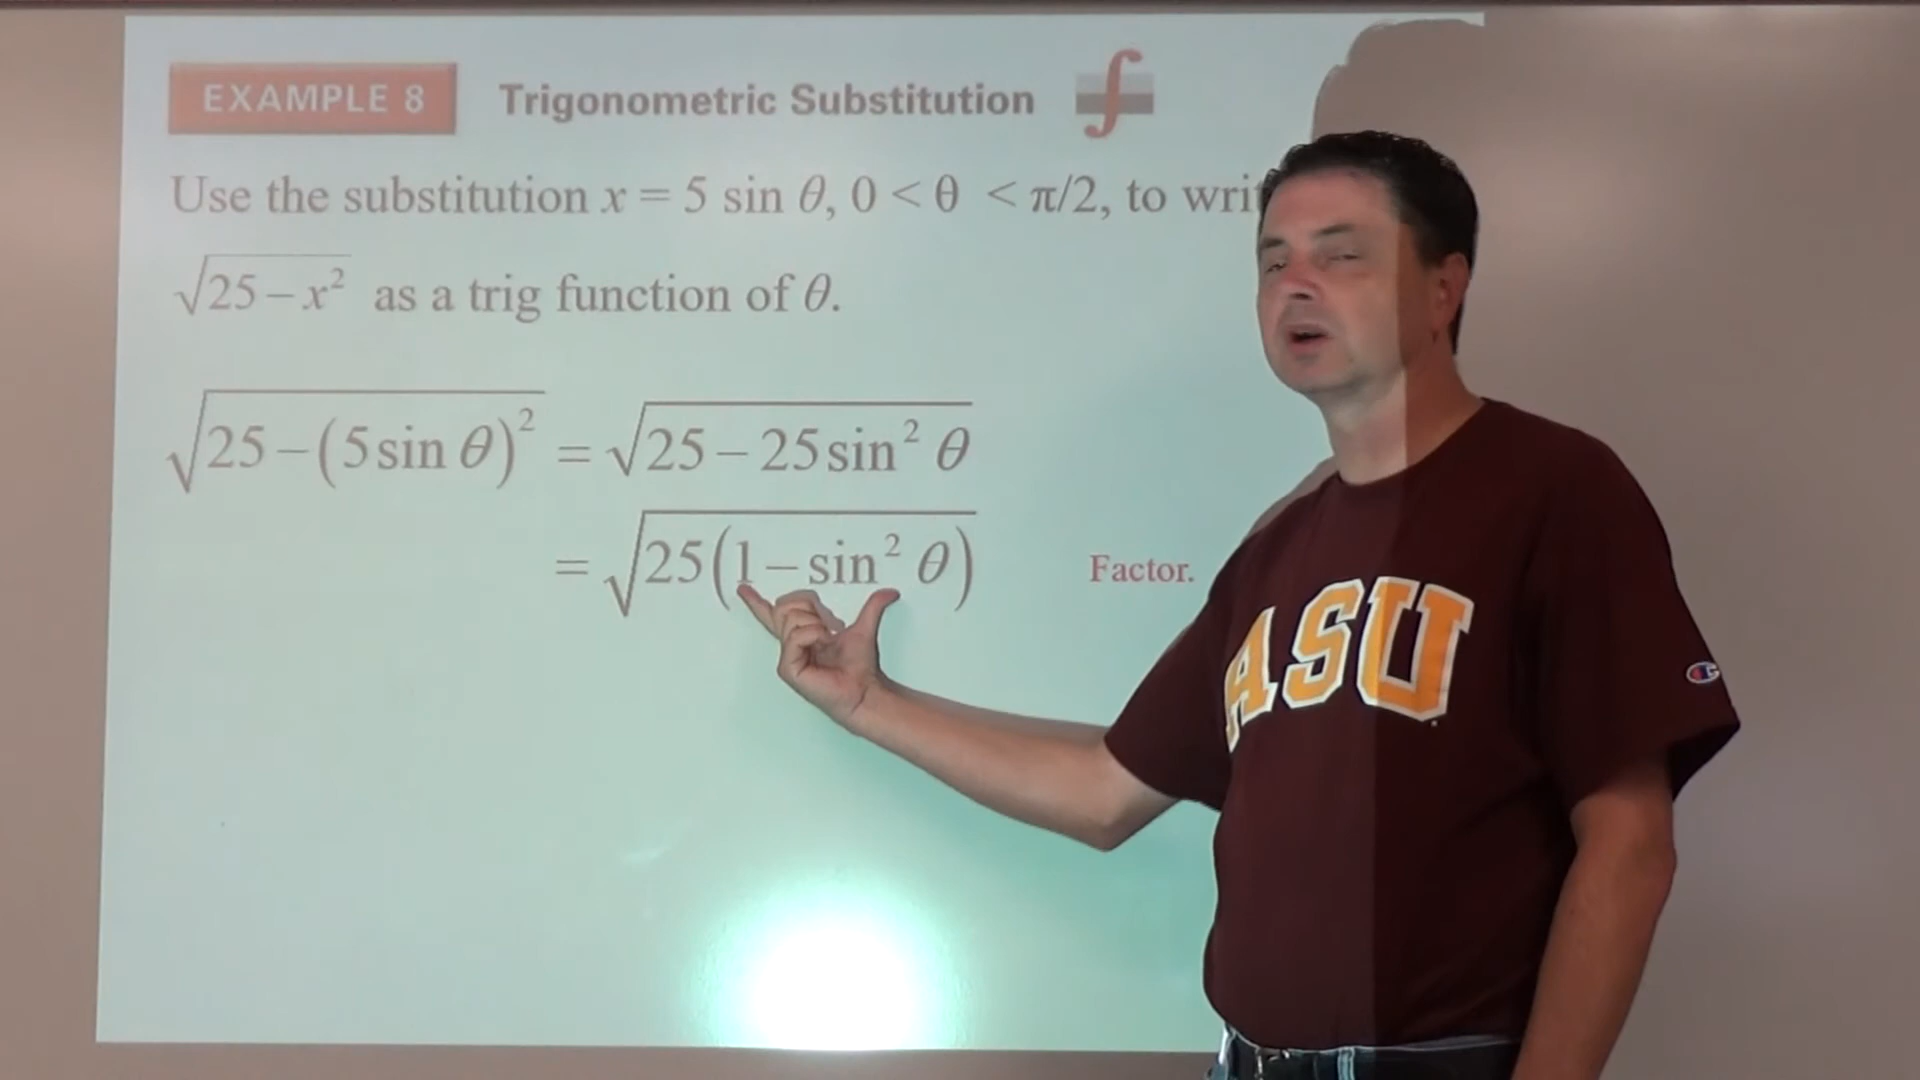 EXAMPLE 8 Trigonometric Substitution ∫
Use the substitution x = 5 sin θ, 0 < θ < π/2, to
√25 – x² as a trig function of θ.
√25 – (5 sin θ)² = √25 – 25 sin² θ
= √25(1 – sin² θ) Factor.
ASU